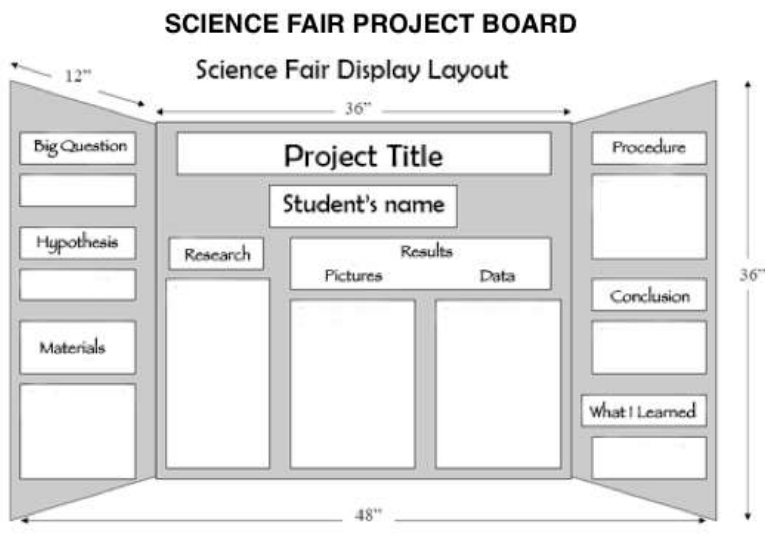 SCIENCE FAIR PROJECT BOARD
Science Fair Display Layout
12”
36”
Big Question
Hypothesis
Materials
Project Title
Student's name
Research
Results
Pictures Data
Procedure
Conclusion
What I Learned
36”
48”